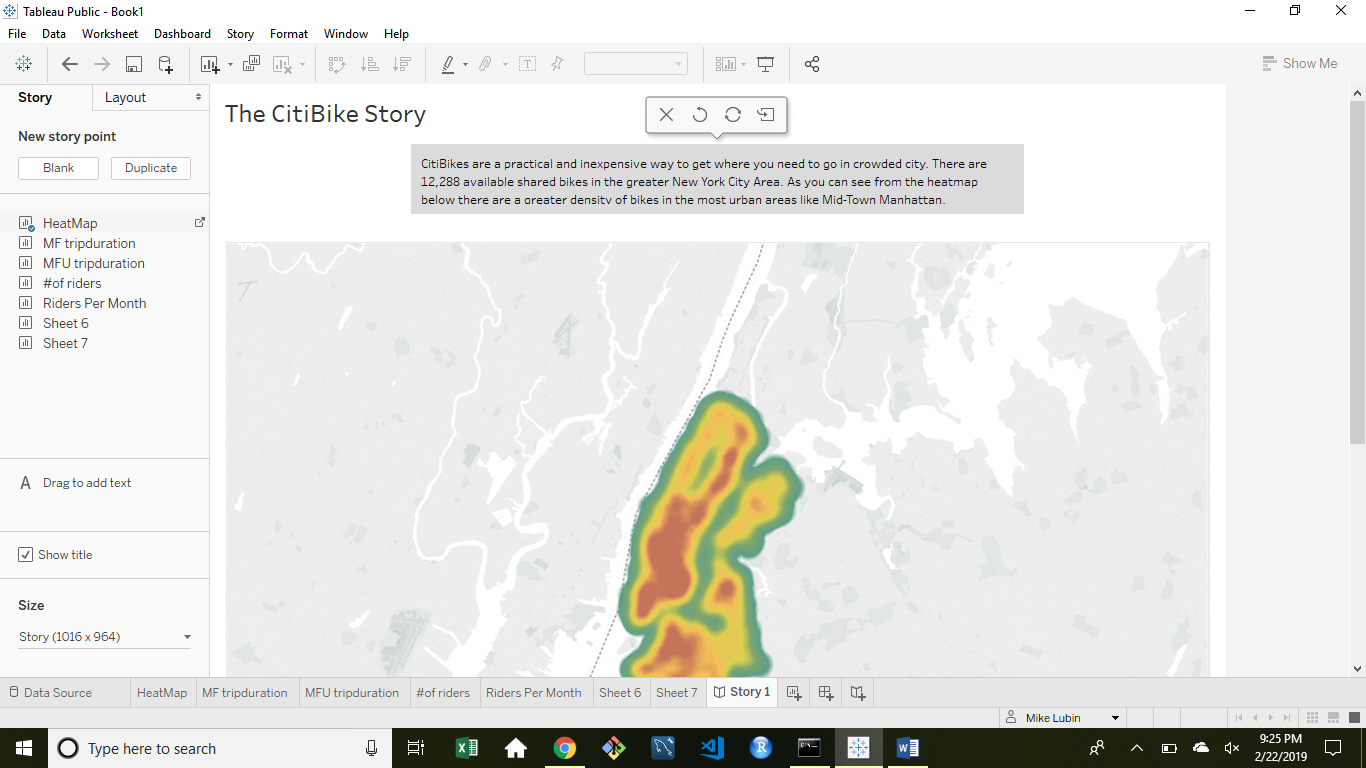 Tableau Public - Book1
File Data Worksheet Dashboard Story Format Window Help
Show Me
Story Layout
New story point
Blank Duplicate
HeatMap
MF tripduration
MFU tripduration
#of riders
Riders Per Month
Sheet 6
Sheet 7
A Drag to add text
Show title
Size
Story (1016 x 964)
The CitiBike Story
CitiBikes are a practical and inexpensive way to get where you need to go in crowded city. There are
12,288 available shared bikes in the greater New York City Area. As you can see from the heatmap
below there are a greater density of bikes in the most urban areas like Mid-Town Manhattan.
Data Source HeatMap MF tripduration MFU tripduration #of riders Riders Per Month Sheet 6 Sheet 7 Story 1
Mike Lubin
Type here to search
9:25 PM
2/22/2019